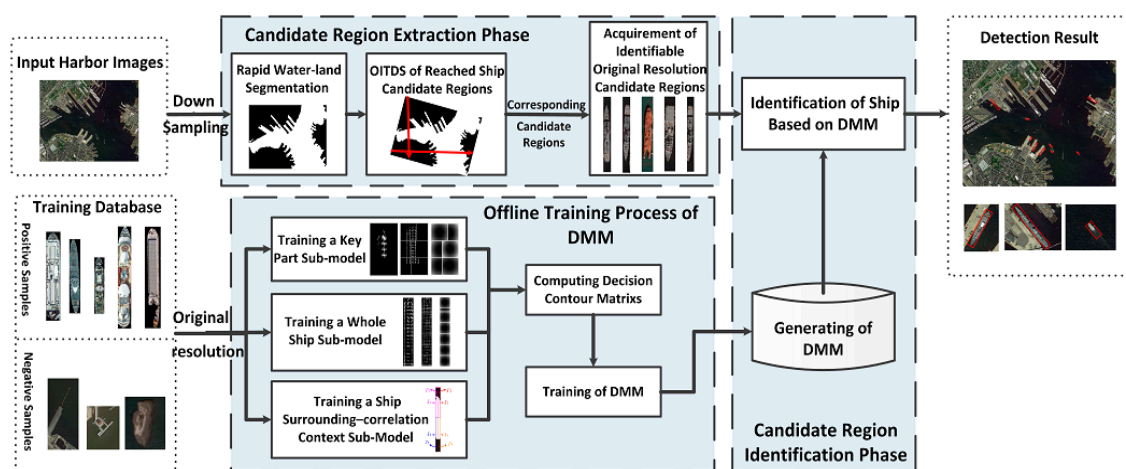 Input Harbor Images
Down
Sampling
Candidate Region Extraction Phase
Rapid Water-land
Segmentation
OITDS of Reached Ship
Candidate Regions
Corresponding
Candidate
Regions
Acquirement of
Identifiable
Original Resolution
Candidate Regions
Identification of Ship
Based on DMM
Detection Result
Training Database
Positive Samples
Negative Samples
Original
resolution
Offline Training Process of
DMM
Training a Key
Part Sub-model
Training a Whole
Ship Sub-model
Training a Ship
Surrounding–correlation
Context Sub-Model
Computing Decision
Contour Matrixs
Training of DMM
Generating of
DMM
Candidate Region
Identification Phase